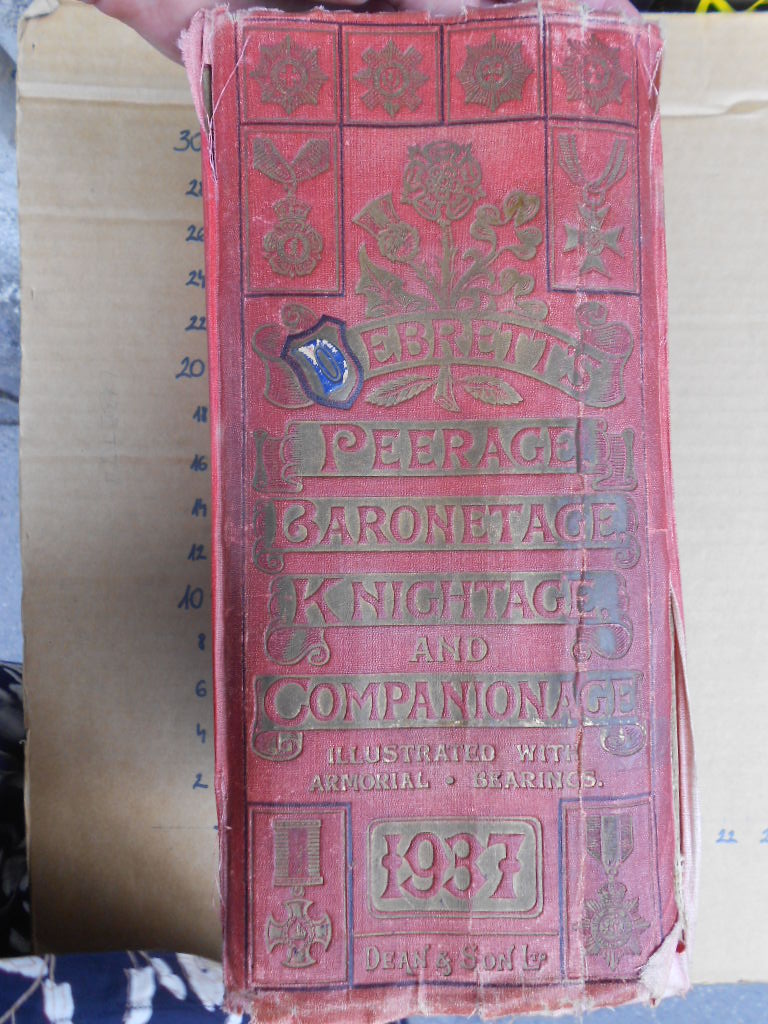 DEBRETT'S
PEERAGE,
BARONETAGE,
KNIGHTAGE,
AND
COMPANIONAGE
ILLUSTRATED WITH
ARMORIAL • BEARINGS.
1937
DEAN & SON LTD
30
28
26
24
22
20
18
16
14
12
10
8
6
4
2
22